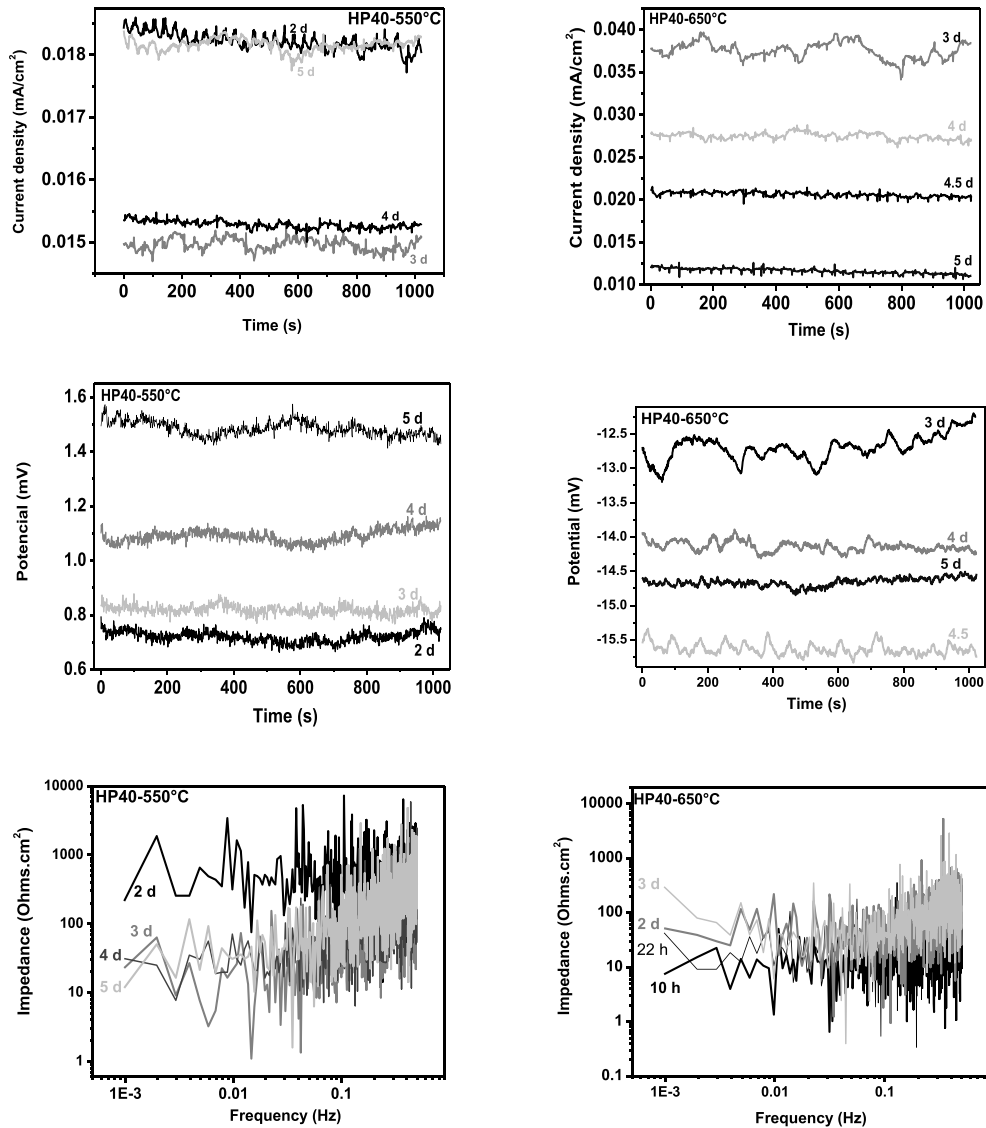 HP40-550°C
2 d
5 d
4 d
3 d
0.018
0.017
0.016
0.015
0 200 400 600 800 1000
Current density (mA/cm2)
Time (s)
HP40-650°C
3 d
4 d
4.5 d
5 d
0.040
0.035
0.030
0.025
0.020
0.015
0.010
0 200 400 600 800 1000
Current density (mA/cm2)
Time (s)
HP40-550°C
5 d
4 d
3 d
2 d
1.6
1.4
1.2
1.0
0.8
0.6
0 200 400 600 800 1000
Potencial (mV)
Time (s)
HP40-650°C
3 d
4 d
5 d
4.5
-12.5
-13.0
-13.5
-14.0
-14.5
-15.0
-15.5
0 200 400 600 800 1000
Potential (mV)
Time (s)
HP40-550°C
2 d
3 d
4 d
5 d
10000
1000
100
10
1
1E-3 0.01 0.1
Impedance (Ohms.cm2)
Frequency (Hz)
HP40-650°C
3 d
2 d
22 h
10 h
10000
1000
100
10
1
0.1
1E-3 0.01 0.1
Impedance (Ohms.cm2)
Frequency (Hz)